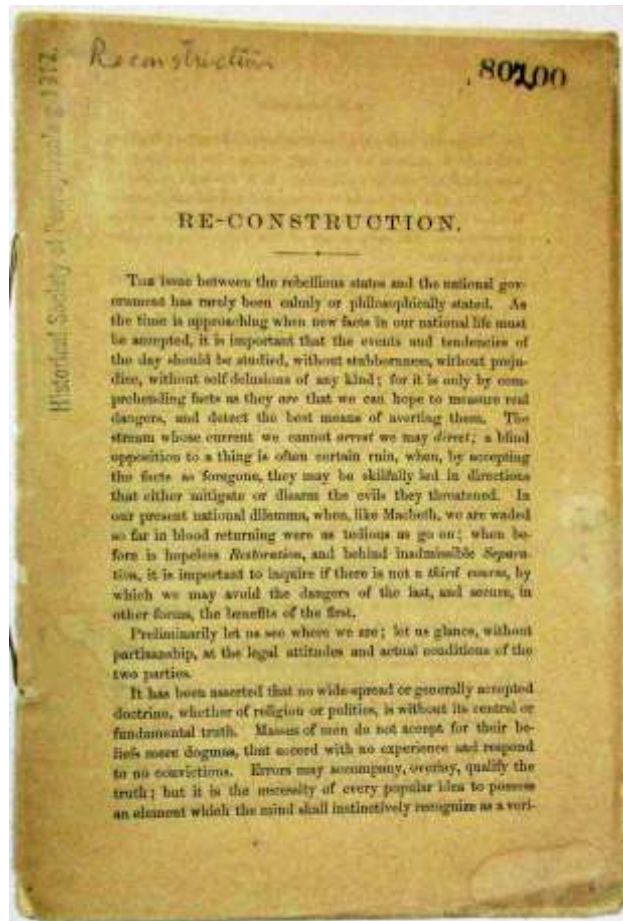 Reconstruction
80700
Historical Society of Pennsylvania, 1917.
RE-CONSTRUCTION.
The issue between the rebellious states and the national gov-
ernment has rarely been calmly or philosophically stated. As
the time is approaching when new facts in our national life must
be accepted, it is important that the events and tendencies of
the day should be studied, without stubbornness, without preju-
dice, without self delusions of any kind; for it is only by com-
prehending facts as they are that we can hope to measure real
dangers, and detect the best means of averting them. The
stream whose current we cannot arrest we may direct; a blind
opposition to a thing is often certain ruin, when, by accepting
the facts as foregone, they may be skilfully led in directions
that either mitigate or disarm the evils they threatened. In
our present national dilemma, when, like Macbeth, we are waded
so far in blood returning were as tedious as go on; when be-
fore is hopeless Restoration, and behind inadmissible Separa-
tion, it is important to inquire if there is not a third course, by
which we may avoid the dangers of the last, and secure, in
other forms, the benefits of the first.
Preliminarily let us see where we are; let us glance, without
partisanship, at the legal attitudes and actual conditions of the
two parties.
It has been asserted that no wide-spread or generally accepted
doctrine, whether of religion or politics, is without its central or
fundamental truth. Masses of men do not accept for their be-
liefs mere dogmas, that accord with no experience and respond
to no convictions. Errors may accompany, overlay, qualify the
truth; but it is the necessity of every popular idea to possess
an element which the mind shall instinctively recognize as a veri-